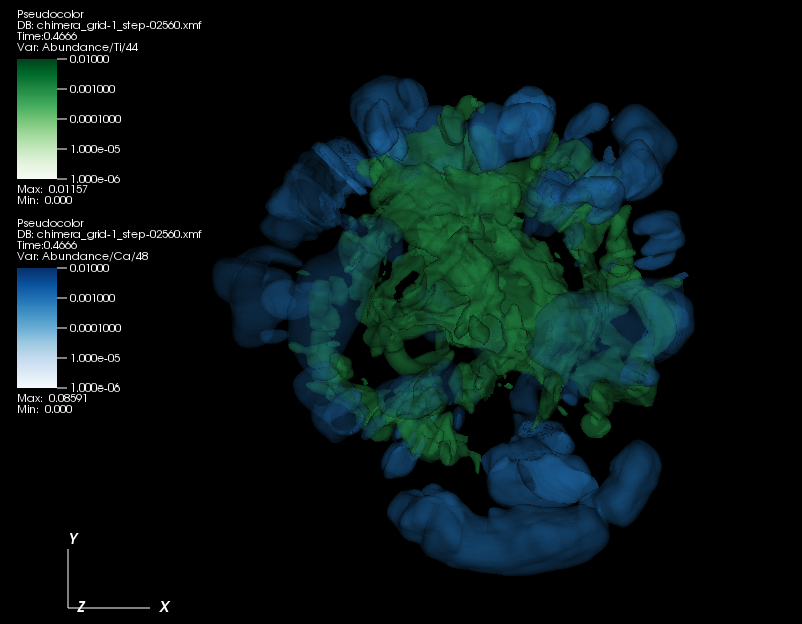 Pseudocolor
DB: chimera_grid-1_step-02560.xmf
Time:0.4666
Var: Abundance/Ti/44
0.01000
0.001000
0.0001000
1.000e-05
1.000e-06
Max: 0.01157
Min: 0.000
Pseudocolor
DB: chimera_grid-1_step-02560.xmf
Time:0.4666
Var: Abundance/Ca/48
0.01000
0.001000
0.0001000
1.000e-05
1.000e-06
Max: 0.08591
Min: 0.000
Y
Z X